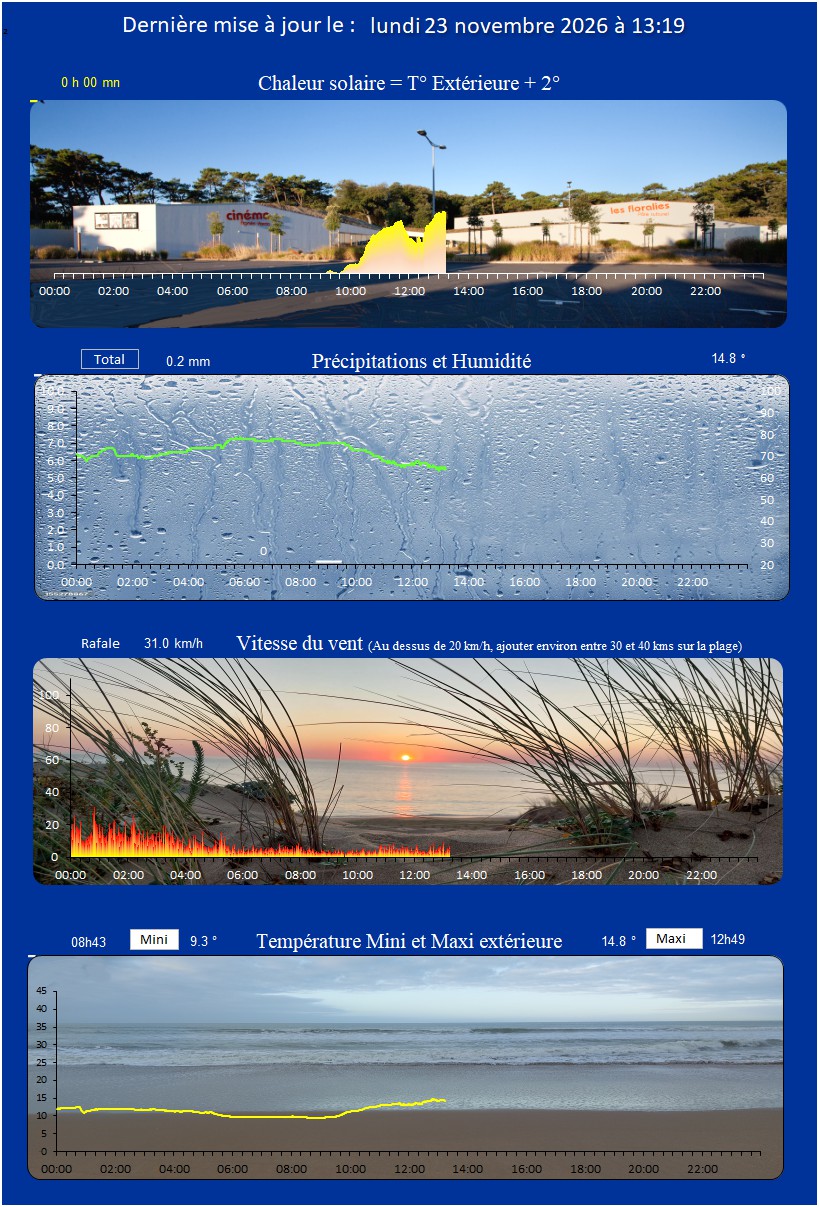 Dernière mise à jour le : lundi 23 novembre 2026 à 13:19
0 h 00 mn
Chaleur solaire = T° Extérieure + 2°
cinéma
les floralies
00:00 02:00 04:00 06:00 08:00 10:00 12:00 14:00 16:00 18:00 20:00 22:00
Total 0.2 mm Précipitations et Humidité 14.8 °
10.0 100
9.0 90
8.0 80
7.0 70
6.0 60
5.0 50
4.0 40
3.0 30
2.0 20
1.0
0.0
0
00:00 02:00 04:00 06:00 08:00 10:00 12:00 14:00 16:00 18:00 20:00 22:00
Rafale 31.0 km/h Vitesse du vent (Au dessus de 20 km/h, ajouter environ entre 30 et 40 kms sur la plage)
100
80
60
40
20
0
00:00 02:00 04:00 06:00 08:00 10:00 12:00 14:00 16:00 18:00 20:00 22:00
08h43 Mini 9.3 ° Température Mini et Maxi extérieure 14.8 ° Maxi 12h49
45
40
35
30
25
20
15
10
5
0
00:00 02:00 04:00 06:00 08:00 10:00 12:00 14:00 16:00 18:00 20:00 22:00